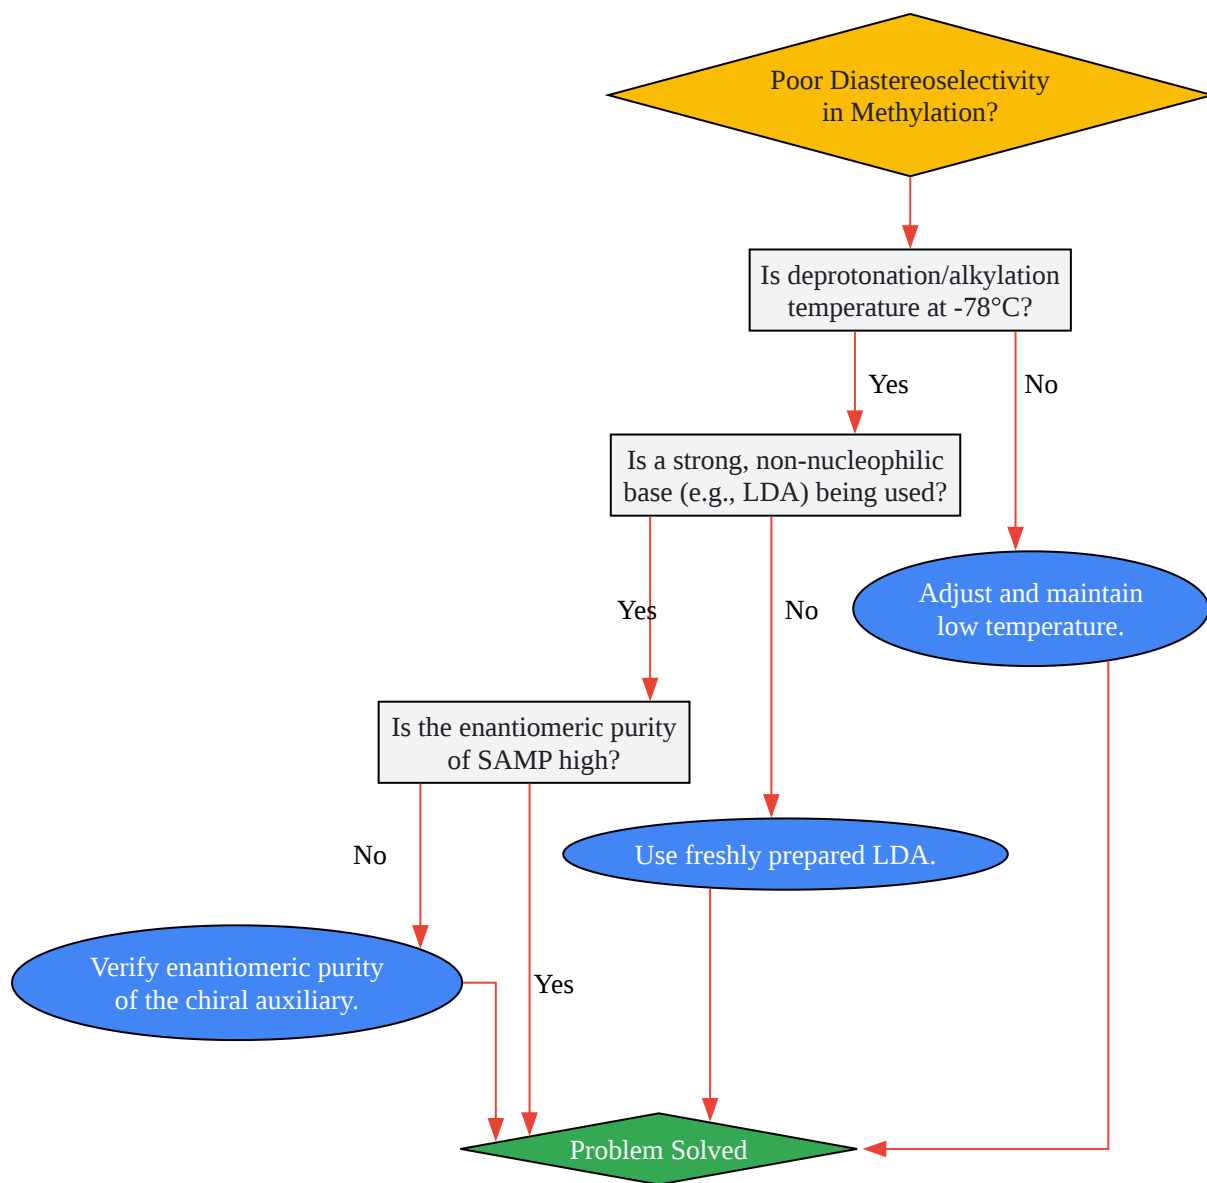 Poor Diastereoselectivity
in Methylation?
Is deprotonation/alkylation
temperature at -78°C?
Yes
No
Is a strong, non-nucleophilic
base (e.g., LDA) being used?
Adjust and maintain
low temperature.
Yes
No
Is the enantiomeric purity
of SAMP high?
No
Use freshly prepared LDA.
Verify enantiomeric purity
of the chiral auxiliary.
Yes
Problem Solved